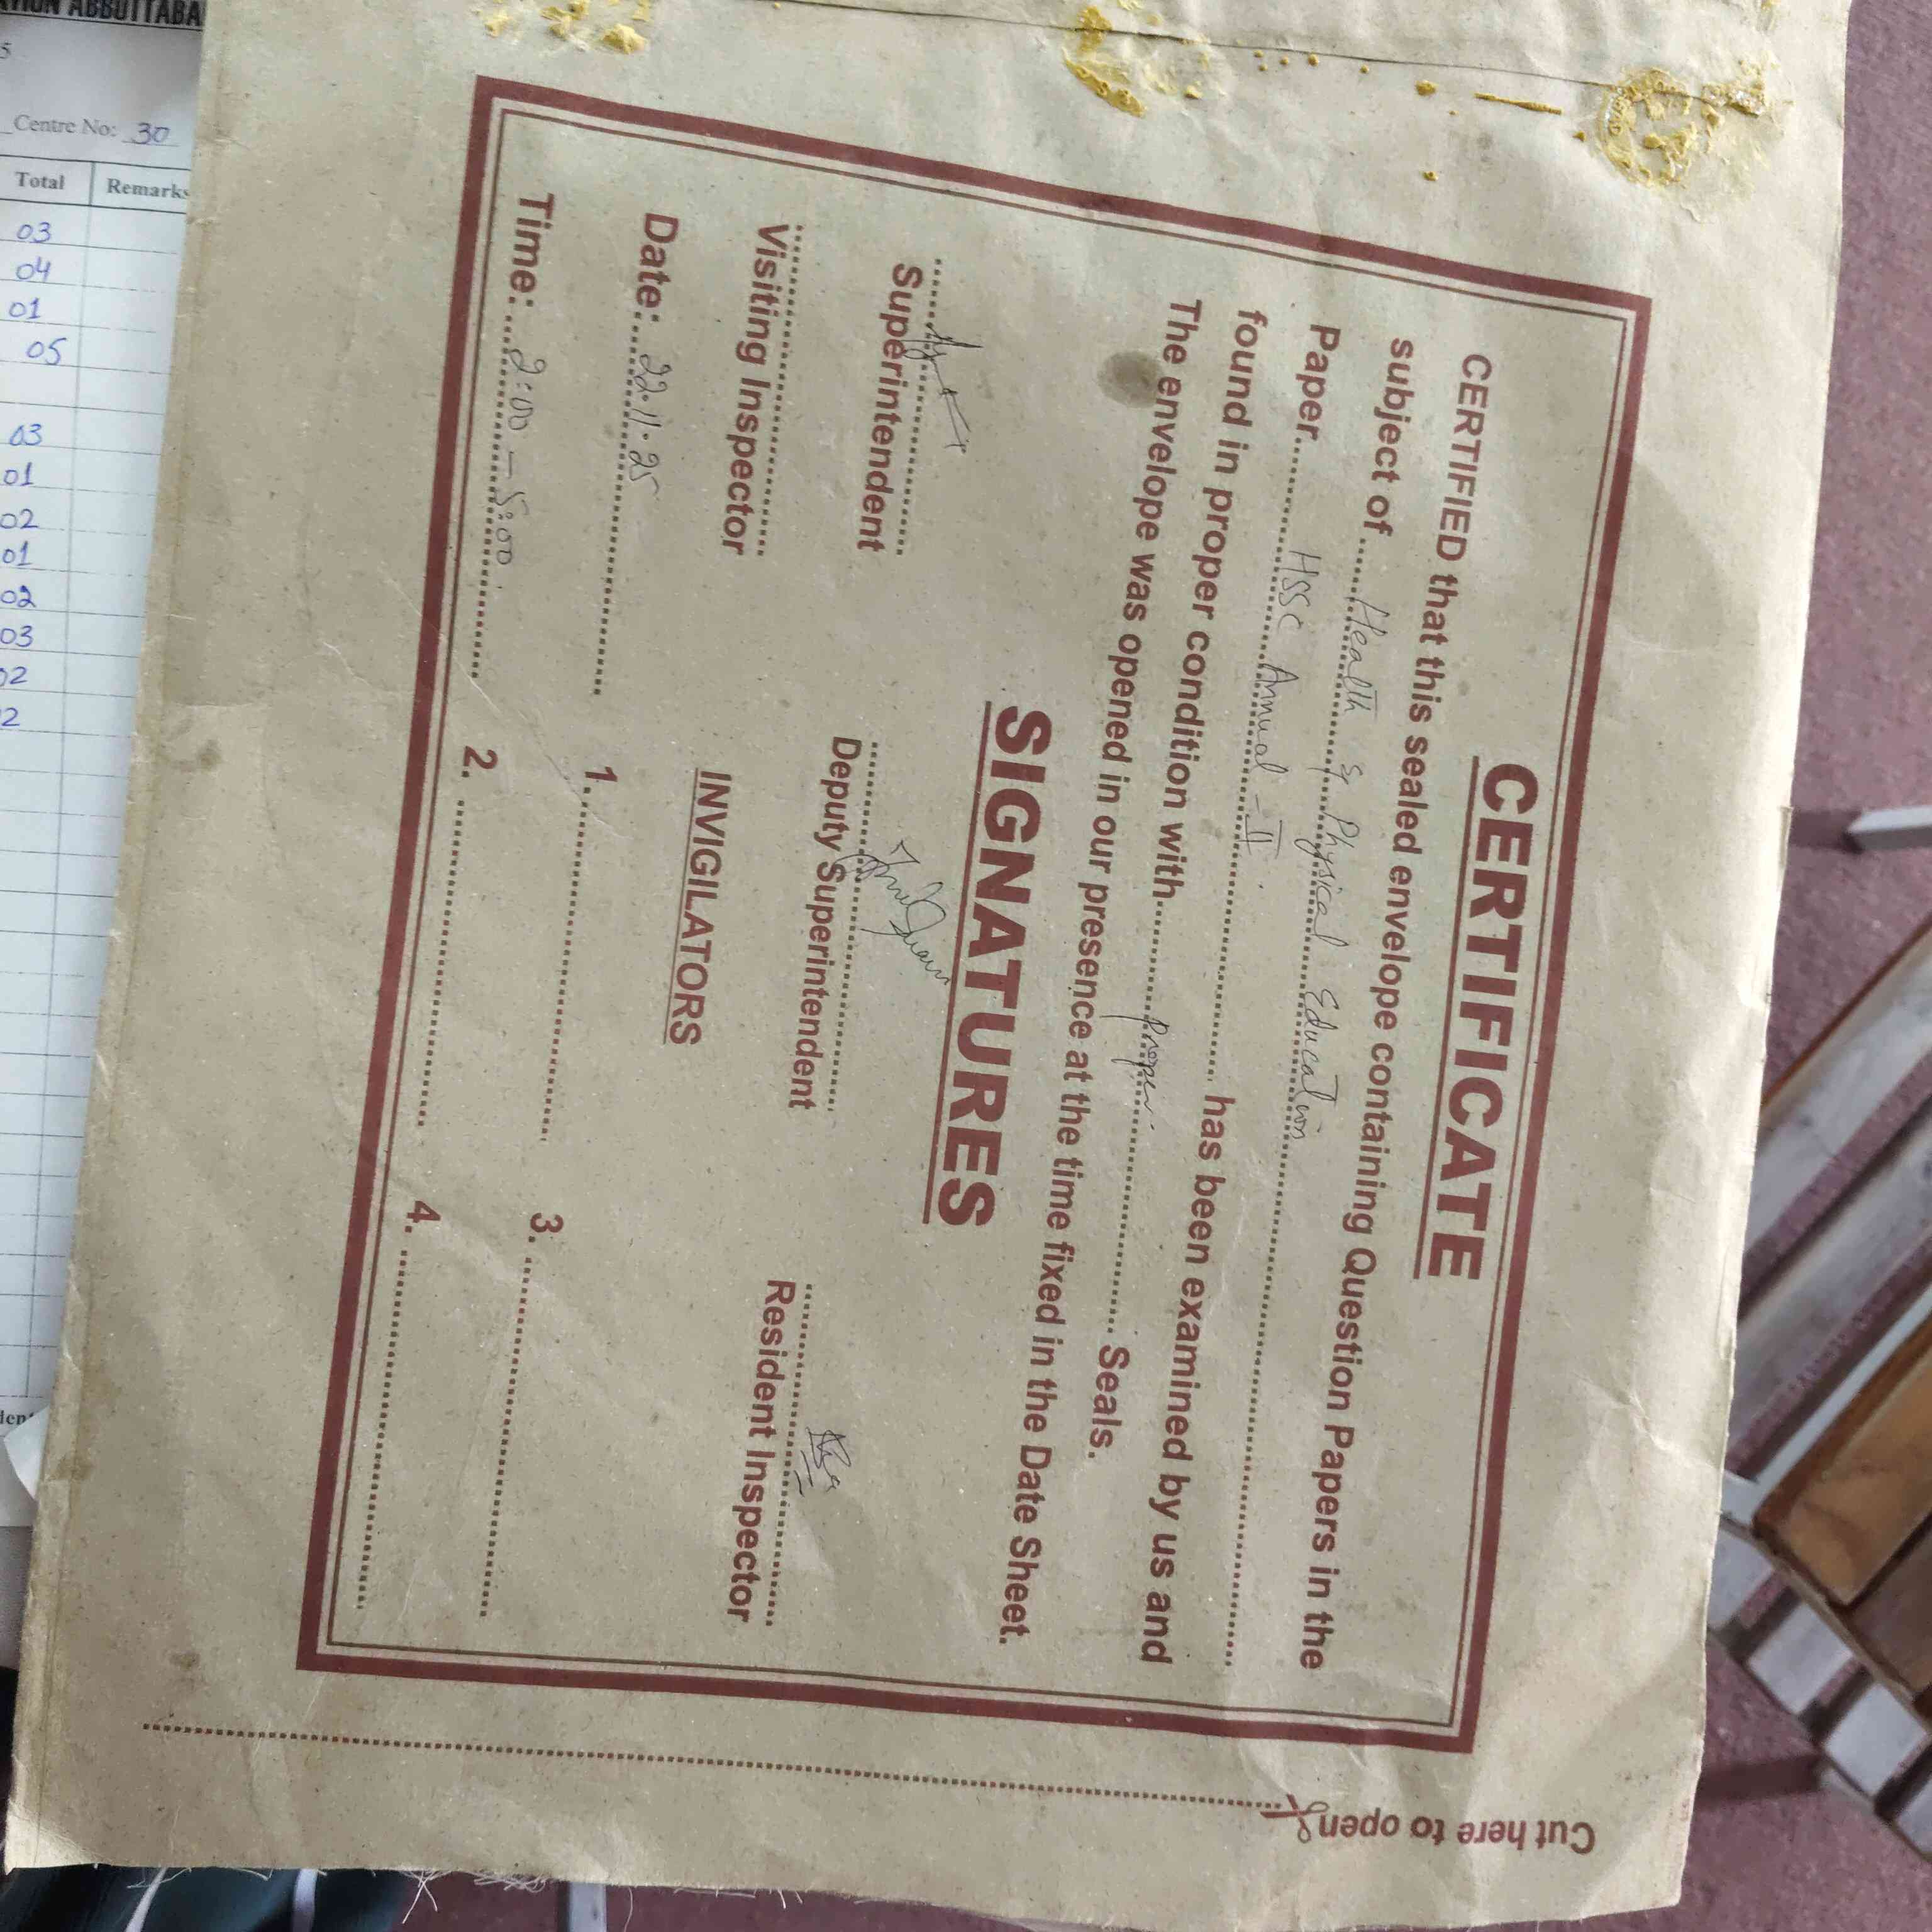 CERTIFICATE
CERTIFIED that this sealed envelope containing Question Papers in the
subject of Health & Physical Education
Paper HSSC Annual - II.
has been examined by us and
found in proper condition with proper Seals.
The envelope was opened in our presence at the time fixed in the Date Sheet.
SIGNATURES
Superintendent
Deputy Superintendent
Resident Inspector
Visiting Inspector
INVIGILATORS
Date: 22.11.25
1.
3.
Time: 2:00 - 5:00.
2.
4.
Cut here to open
ABBOTTABA
5
Centre No: 30
Total Remarks
03
04
01
05
03
01
02
01
02
03
02
2